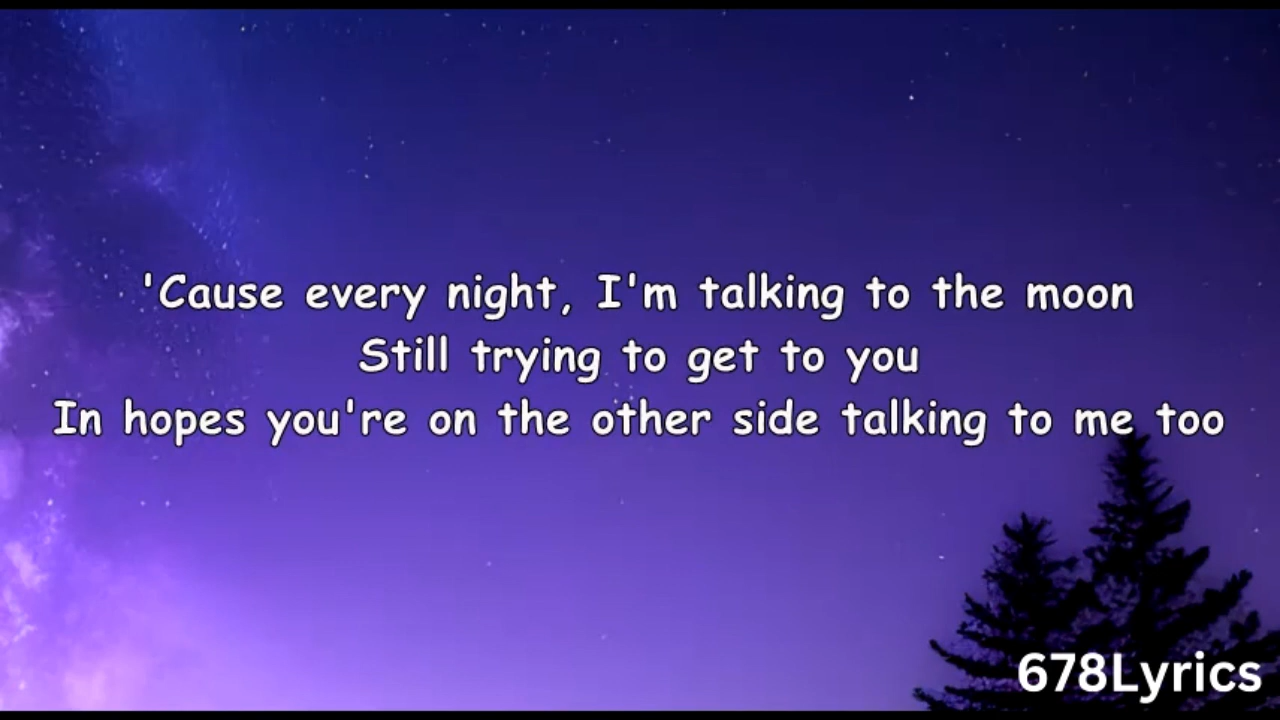 'Cause every night, I'm talking to the moon
Still trying to get to you
In hopes you're on the other side talking to me too
678Lyrics